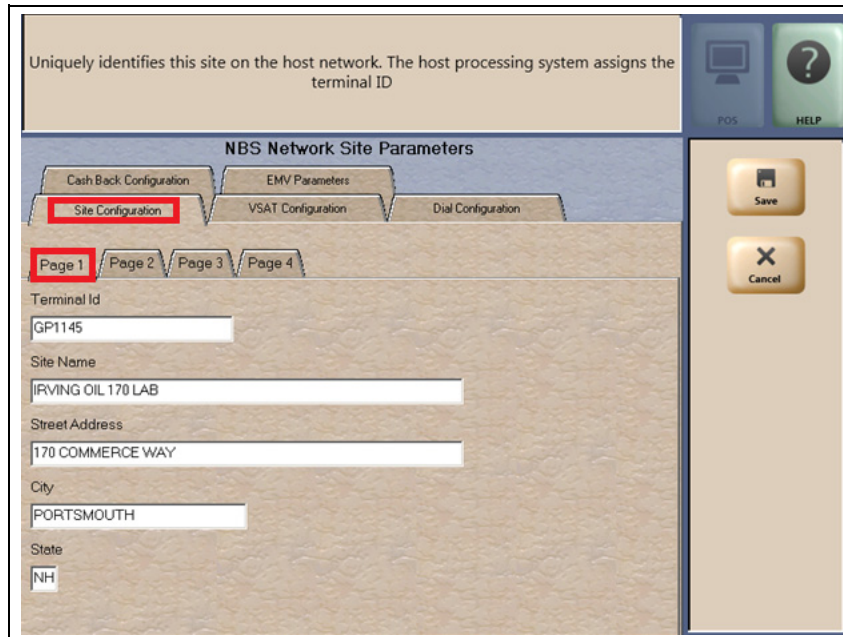 Uniquely identifies this site on the host network. The host processing system assigns the
terminal ID
POS
HELP
NBS Network Site Parameters
Cash Back Configuration
EMV Parameters
Site Configuration
VSAT Configuration
Dial Configuration
Page 1
Page 2
Page 3
Page 4
Terminal Id
GP1145
Site Name
IRVING OIL 170 LAB
Street Address
170 COMMERCE WAY
City
PORTSMOUTH
State
NH
Save
Cancel